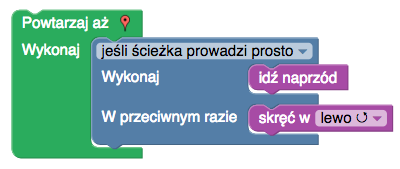 Powtarzaj aż
Wykonaj jeśli ścieżka prowadzi prosto
Wykonaj idź naprzód
W przeciwnym razie skręć w lewo ↺